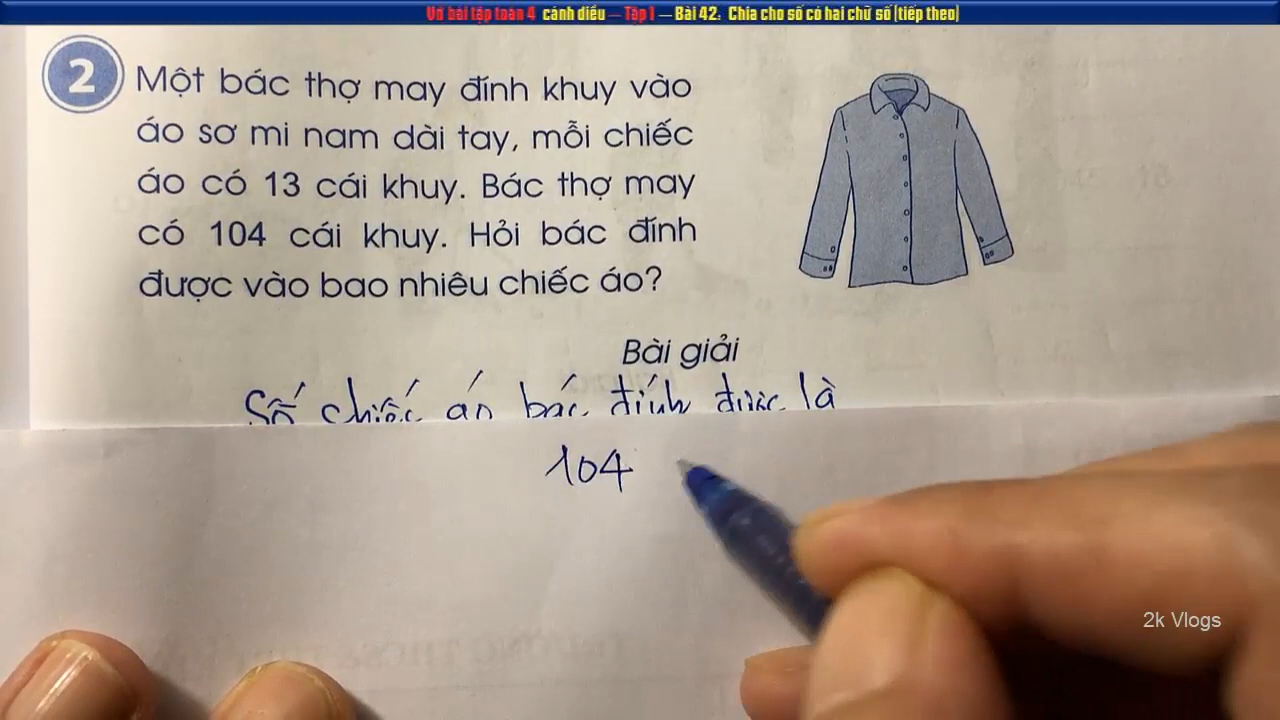 Vở bài tập toán 4 cánh diều – Tập 1 – Bài 42: Chia cho số có hai chữ số (tiếp theo)
2 Một bác thợ may đính khuy vào
áo sơ mi nam dài tay, mỗi chiếc
áo có 13 cái khuy. Bác thợ may
có 104 cái khuy. Hỏi bác đính
được vào bao nhiêu chiếc áo?
Bài giải
Số chiếc áo bác đính được là
104
2k Vlogs